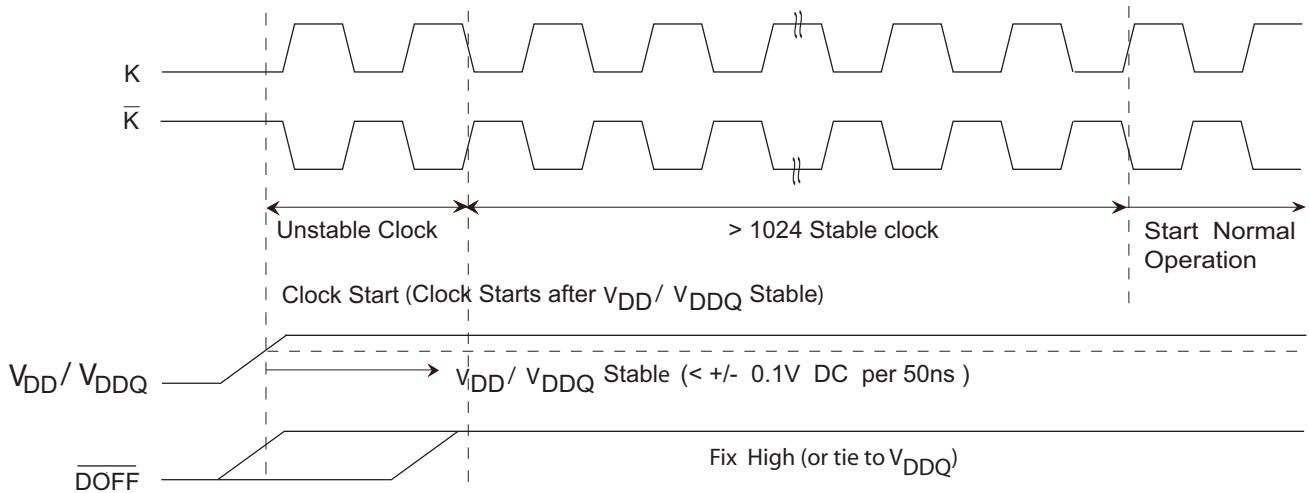 K
K̅
Unstable Clock
> 1024 Stable clock
Start Normal
Operation
Clock Start (Clock Starts after VDD / VDDQ Stable)
VDD / VDDQ
VDD / VDDQ Stable (< +/- 0.1V DC per 50ns )
D̅O̅F̅F̅
Fix High (or tie to VDDQ)